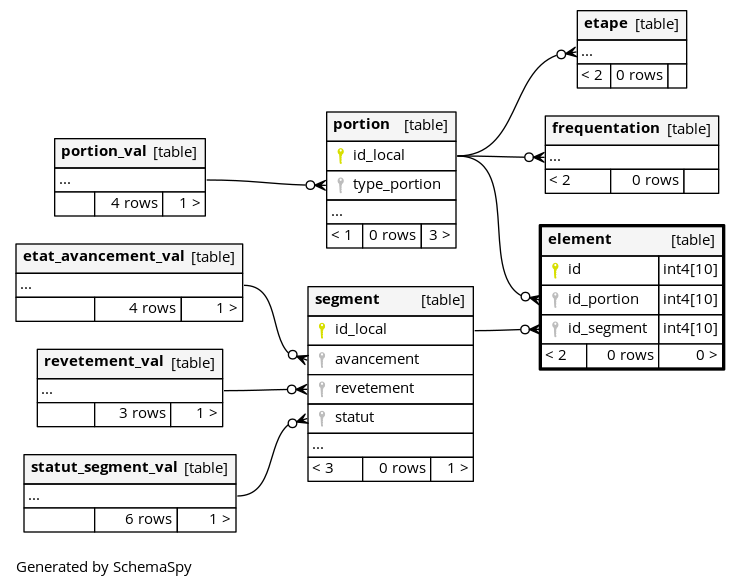 etape [table]
...
< 2 0 rows
portion [table]
id_local
type_portion
...
< 1 0 rows 3 >
frequentation [table]
...
< 2 0 rows
portion_val [table]
...
4 rows 1 >
element [table]
id int4[10]
id_portion int4[10]
id_segment int4[10]
< 2 0 rows 0 >
etat_avancement_val [table]
...
4 rows 1 >
segment [table]
id_local
avancement
revetement
statut
...
< 3 0 rows 1 >
revetement_val [table]
...
3 rows 1 >
statut_segment_val [table]
...
6 rows 1 >
Generated by SchemaSpy